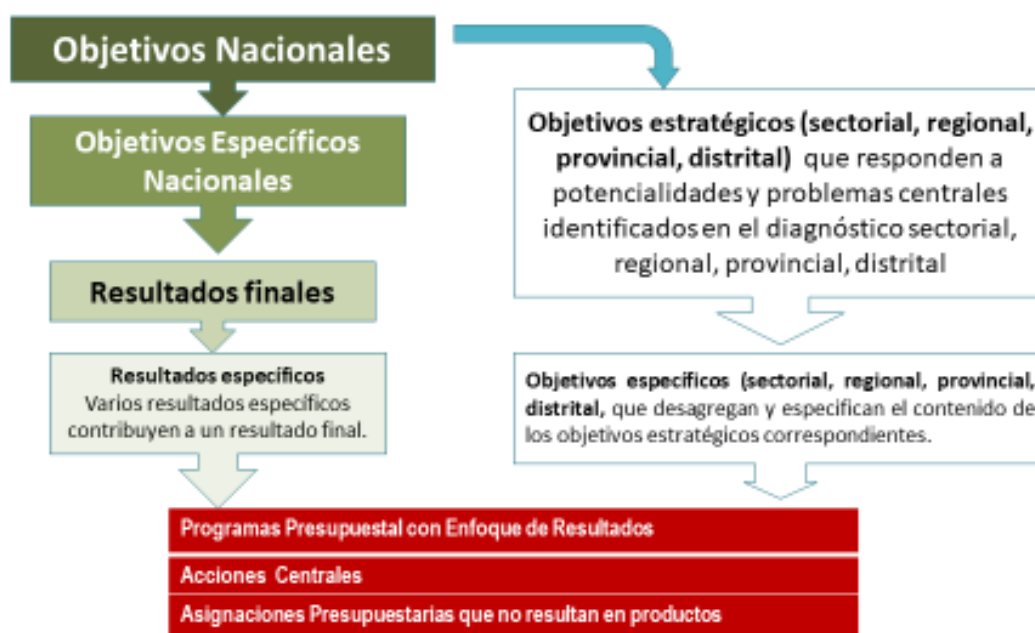 Objetivos Nacionales
Objetivos Específicos
Nacionales
Resultados finales
Resultados específicos
Varios resultados específicos
contribuyen a un resultado final.
Objetivos estratégicos (sectorial, regional,
provincial, distrital) que responden a
potencialidades y problemas centrales
identificados en el diagnóstico sectorial,
regional, provincial, distrital
Objetivos específicos (sectorial, regional, provincial,
distrital, que desagregan y especifican el contenido de
los objetivos estratégicos correspondientes.
Programas Presupuestal con Enfoque de Resultados
Acciones Centrales
Asignaciones Presupuestarias que no resultan en productos